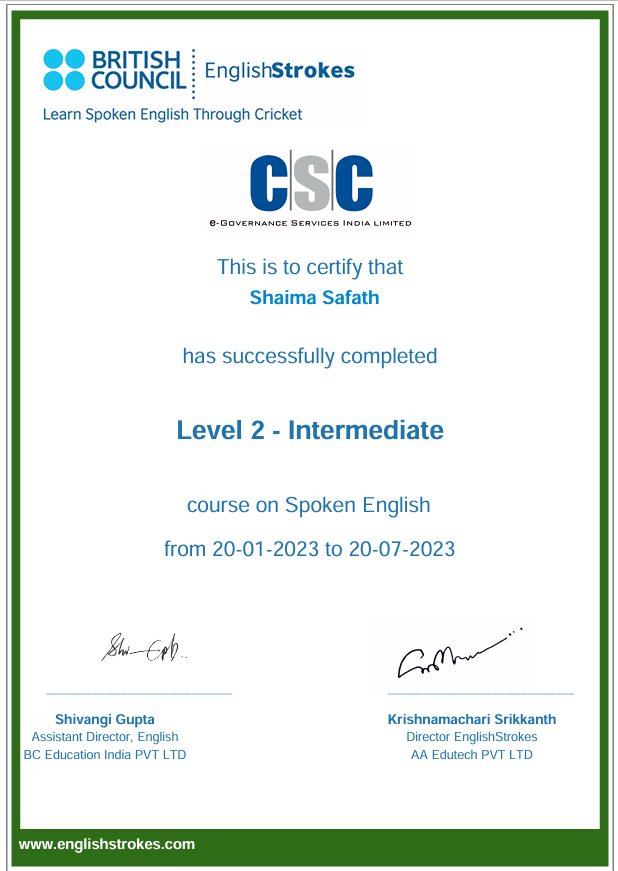 BRITISH
COUNCIL
EnglishStrokes
Learn Spoken English Through Cricket
CSC
e-Governance Services India Limited
This is to certify that
Shaima Safath
has successfully completed
Level 2 - Intermediate
course on Spoken English
from 20-01-2023 to 20-07-2023
Shivangi Gupta
Assistant Director, English
BC Education India PVT LTD
Krishnamachari Srikkanth
Director EnglishStrokes
AA Edutech PVT LTD
www.englishstrokes.com